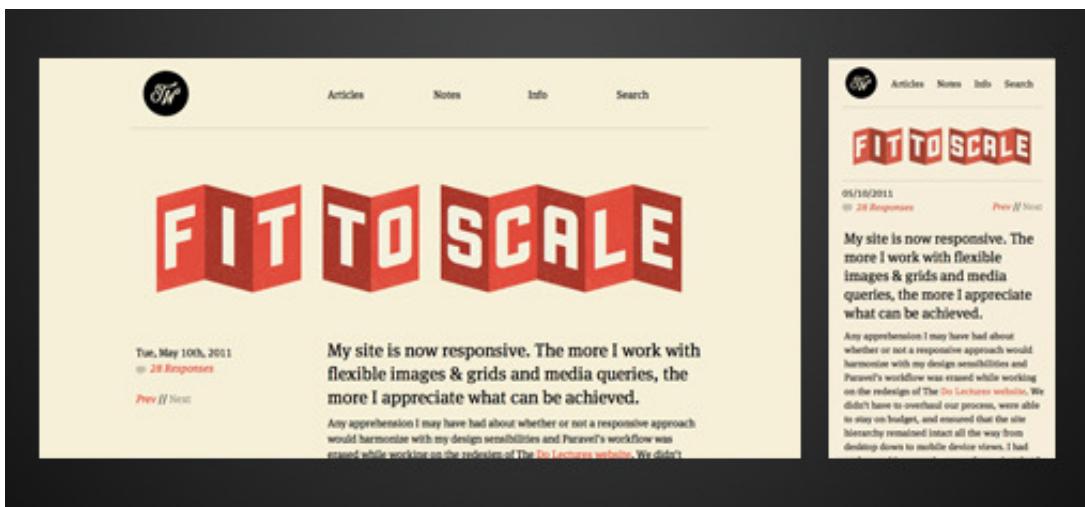 TW
Articles Notes Info Search
FIT TO SCALE
Tue, May 10th, 2011
28 Responses
Prev // Next
My site is now responsive. The more I work with
flexible images & grids and media queries, the
more I appreciate what can be achieved.
Any apprehension I may have had about whether or not a responsive approach
would harmonize with my design sensibilities and Paravel's workflow was
erased while working on the redesign of The Do Lectures website. We didn't
TW
Articles Notes Info Search
FIT TO SCALE
05/10/2011
28 Responses
Prev // Next
My site is now responsive. The
more I work with flexible
images & grids and media
queries, the more I appreciate
what can be achieved.
Any apprehension I may have had about
whether or not a responsive approach would
harmonize with my design sensibilities and
Paravel's workflow was erased while working
on the redesign of The Do Lectures website. We
didn't have to overhaul our process, were able
to stay on budget, and ensured that the site
hierarchy remained intact all the way from
desktop down to mobile device views. I had